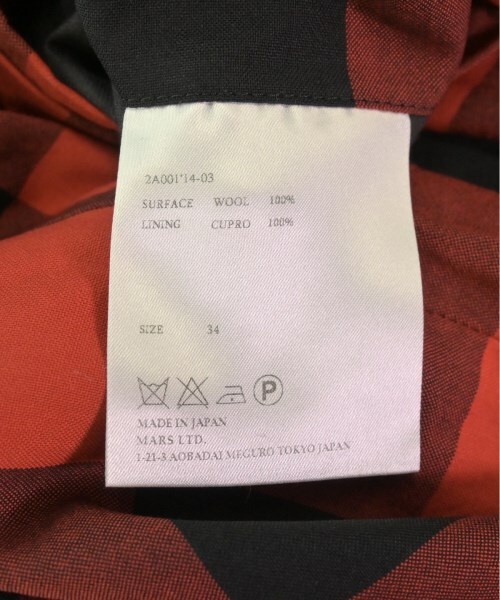 2A001'14-03
SURFACE WOOL 100%
LINING CUPRO 100%
SIZE 34
P
MADE IN JAPAN
MARS LTD.
1-21-3 AOBADAI MEGURO TOKYO JAPAN